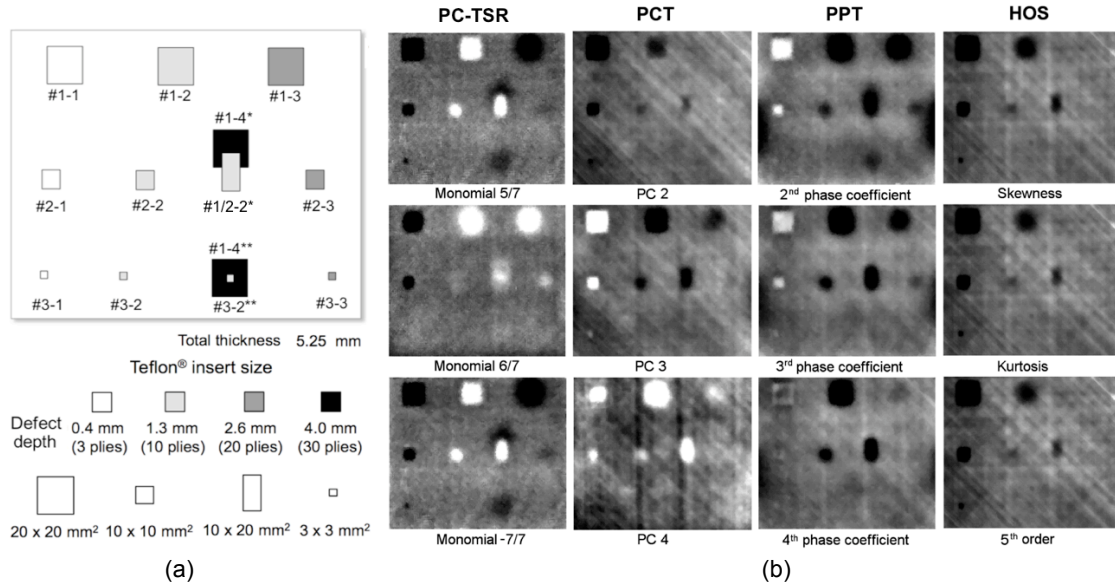 #1-1 #1-2 #1-3
#1-4*
#2-1 #2-2 #1/2-2* #2-3
#1-4**
#3-1 #3-2 #3-2** #3-3
Total thickness 5.25 mm
Teflon® insert size
Defect depth
0.4 mm 1.3 mm 2.6 mm 4.0 mm
(3 plies) (10 plies) (20 plies) (30 plies)
20 x 20 mm² 10 x 10 mm² 10 x 20 mm² 3 x 3 mm²
(a)
PC-TSR PCT PPT HOS
Monomial 5/7 PC 2 2nd phase coefficient Skewness
Monomial 6/7 PC 3 3rd phase coefficient Kurtosis
Monomial -7/7 PC 4 4th phase coefficient 5th order
(b)